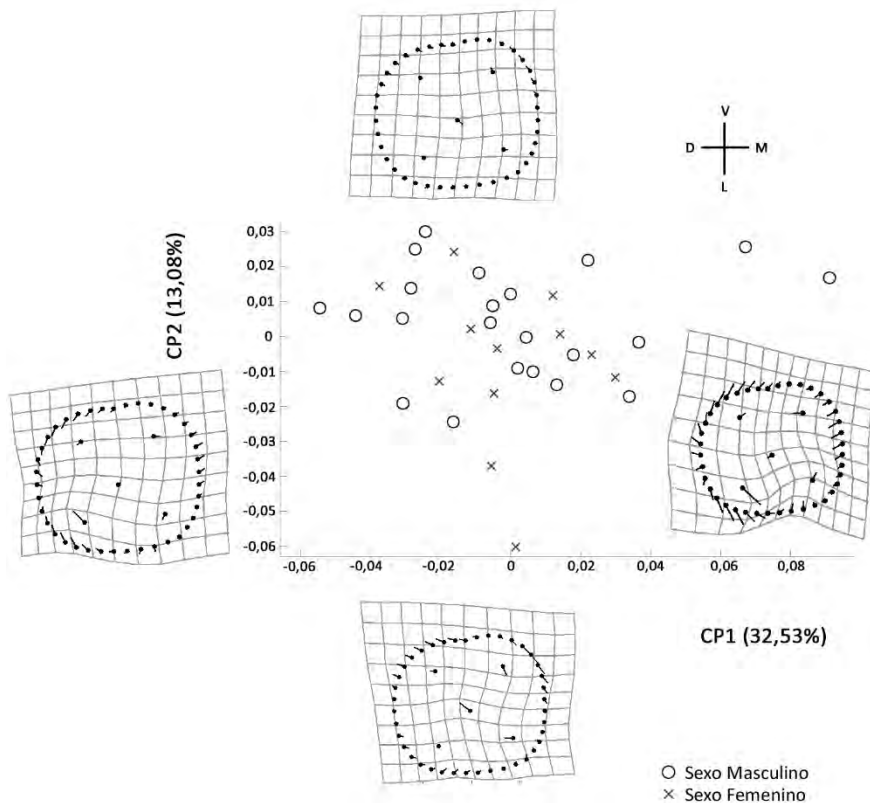 V
D M
L
CP2 (13,08%)
0,03
0,02
0,01
0
-0,01
-0,02
-0,03
-0,04
-0,05
-0,06
-0,06 -0,04 -0,02 0 0,02 0,04 0,06 0,08
CP1 (32,53%)
Sexo Masculino
Sexo Femenino